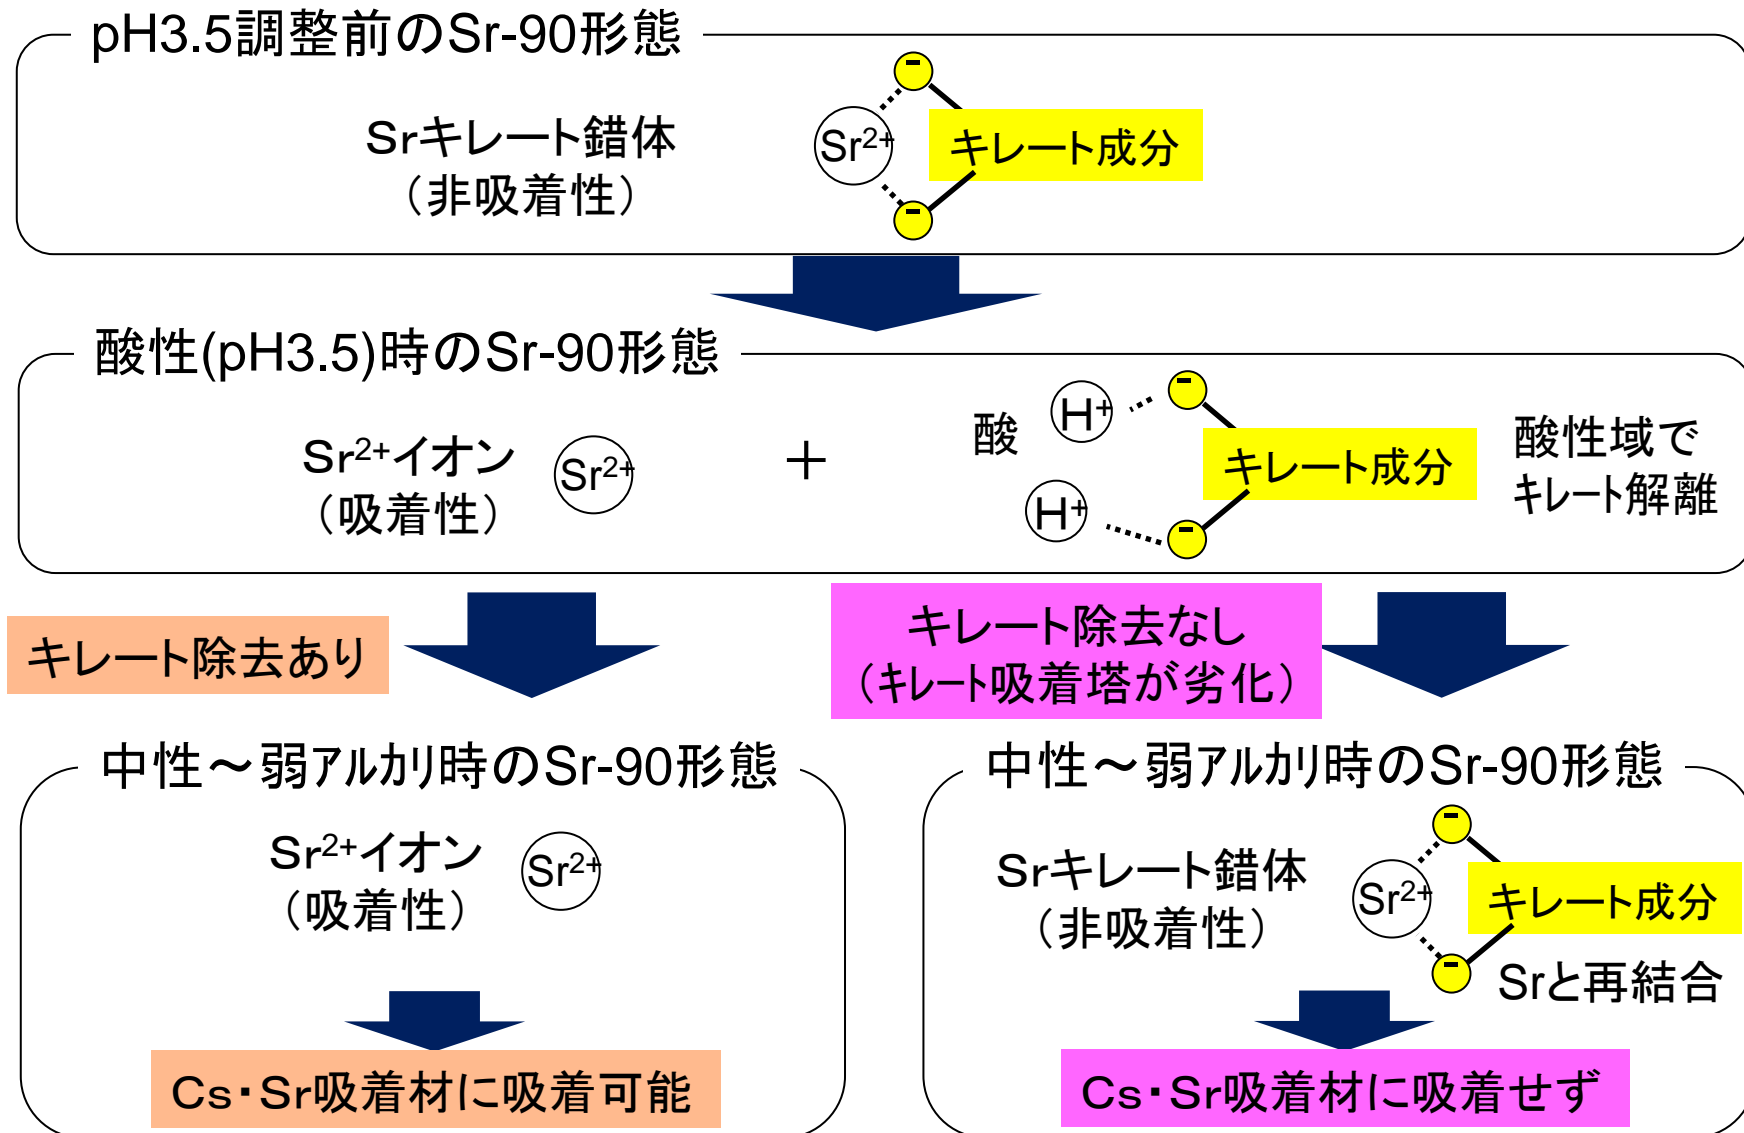 pH3.5調整前のSr-90形態
Srキレート錯体
（非吸着性）
Sr²⁺
-
キレート成分
-
酸性(pH3.5)時のSr-90形態
Sr²⁺イオン
（吸着性）
Sr²⁺
＋
酸
H⁺
H⁺
-
キレート成分
-
酸性域で
ｷﾚｰﾄ解離
キレート除去あり
キレート除去なし
（ｷﾚｰﾄ吸着塔が劣化）
中性～弱ｱﾙｶﾘ時のSr-90形態
Sr²⁺イオン
（吸着性）
Sr²⁺
Cs・Sr吸着材に吸着可能
中性～弱ｱﾙｶﾘ時のSr-90形態
Srキレート錯体
（非吸着性）
Sr²⁺
-
キレート成分
-
Srと再結合
Cs・Sr吸着材に吸着せず